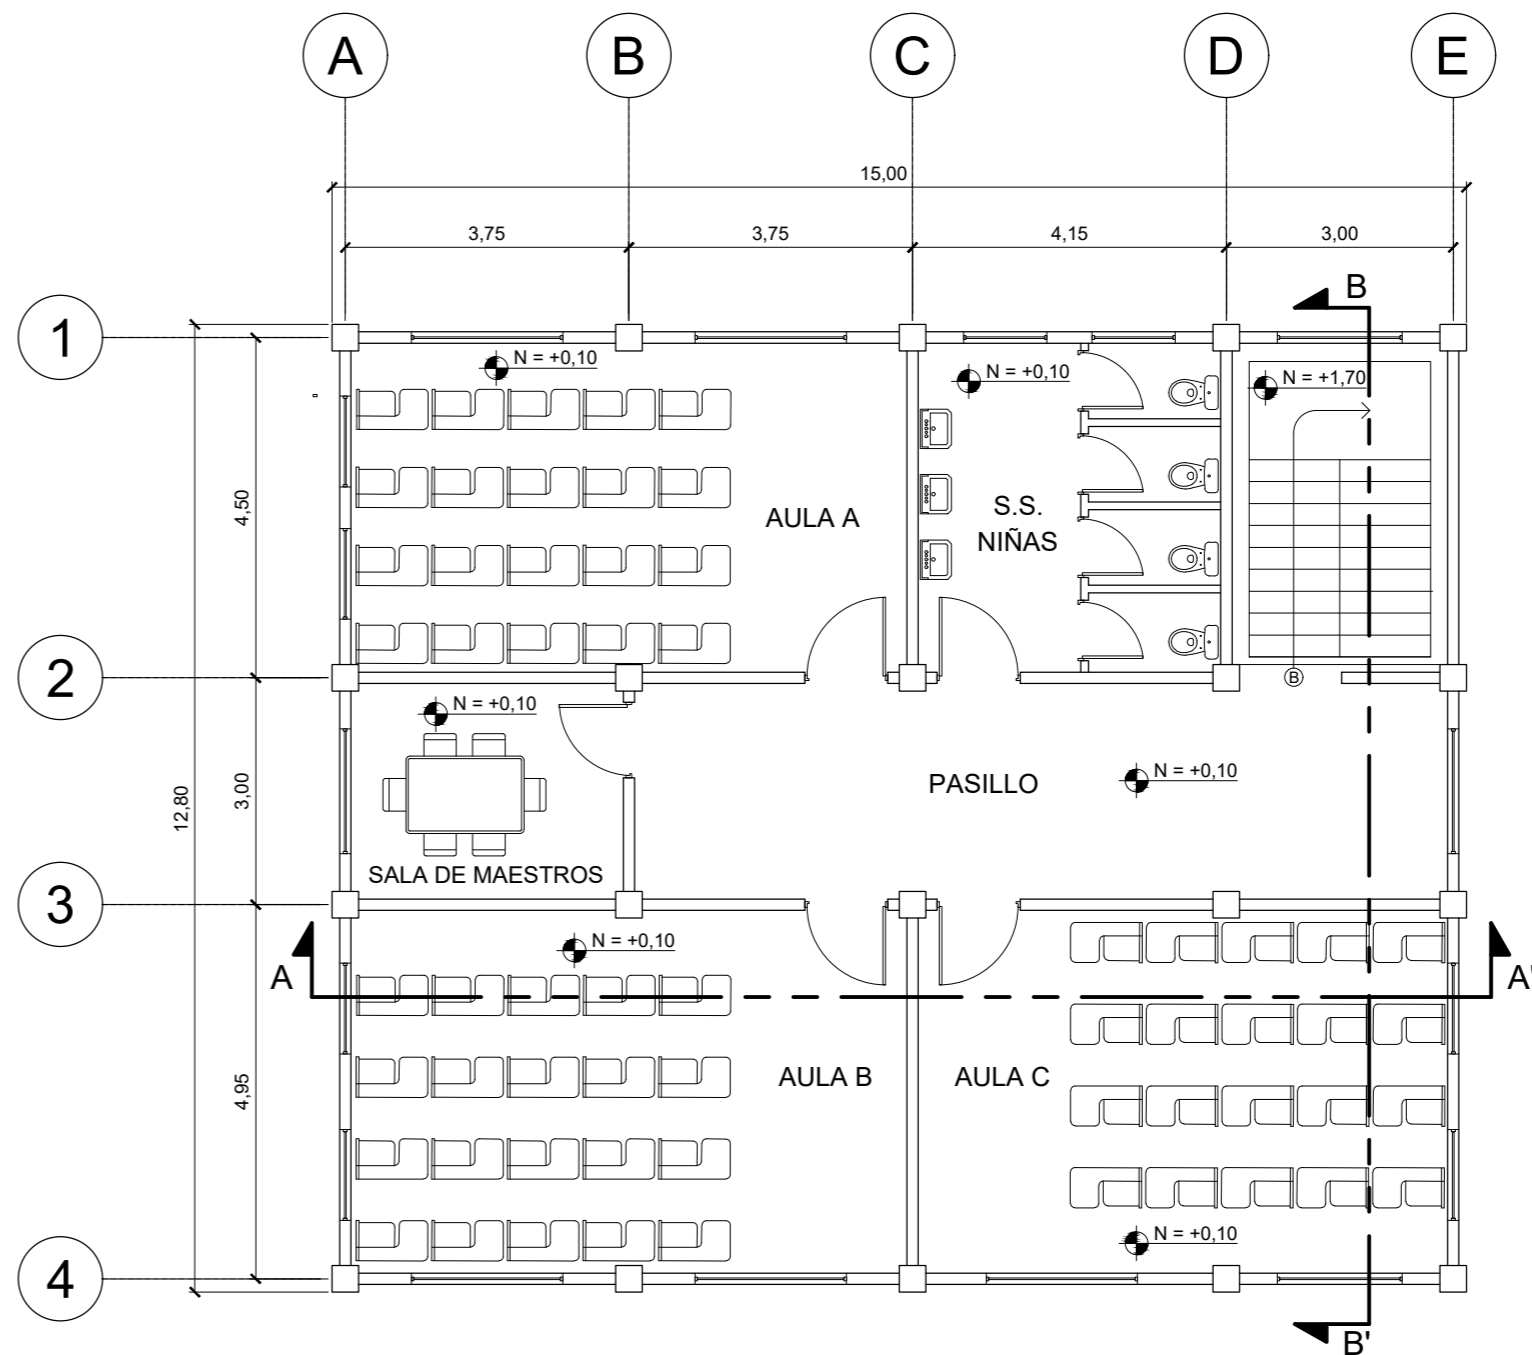 A B C D E
15,00
3,75 3,75 4,15 3,00
B
1
N = +0,10 N = +0,10 N = +1,70
4,50
AULA A
S.S.
NIÑAS
2
B
N = +0,10
12,80
3,00
PASILLO
N = +0,10
SALA DE MAESTROS
3
N = +0,10
A A'
4,95
AULA B AULA C
N = +0,10
4
B'